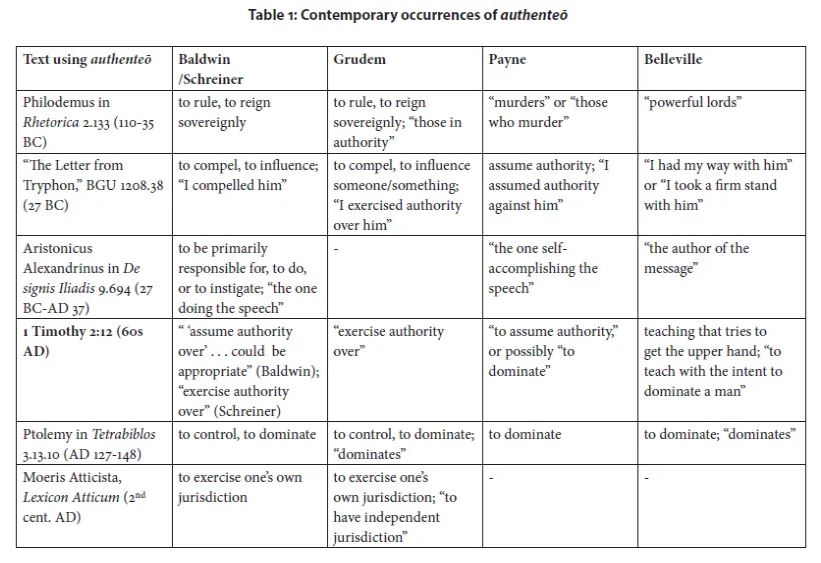 Table 1: Contemporary occurrences of authenteō
Text using authenteō
Baldwin
/Schreiner
Grudem
Payne
Belleville
Philodemus in
Rhetorica 2.133 (110-35
BC)
to rule, to reign
sovereignly
to rule, to reign
sovereignly; “those in
authority”
“murders” or “those
who murder”
“powerful lords”
“The Letter from
Tryphon,” BGU 1208.38
(27 BC)
to compel, to influence;
“I compelled him”
to compel, to influence
someone/something;
“I exercised authority
over him”
assume authority; “I
assumed authority
against him”
“I had my way with him”
or “I took a firm stand
with him”
Aristonicus
Alexandrinus in De
signis Iliadis 9.694 (27
BC-AD 37)
to be primarily
responsible for, to do,
or to instigate; “the one
doing the speech”
-
“the one self-
accomplishing the
speech”
“the author of the
message”
1 Timothy 2:12 (60s
AD)
“ ‘assume authority
over’ . . . could be
appropriate” (Baldwin);
“exercise authority
over” (Schreiner)
“exercise authority
over”
“to assume authority,”
or possibly “to
dominate”
teaching that tries to
get the upper hand; “to
teach with the intent to
dominate a man”
Ptolemy in Tetrabiblos
3.13.10 (AD 127-148)
to control, to dominate
to control, to dominate;
“dominates”
to dominate
to dominate; “dominates”
Moeris Atticista,
Lexicon Atticum (2nd
cent. AD)
to exercise one’s own
jurisdiction
to exercise one’s
own jurisdiction; “to
have independent
jurisdiction”
-
-